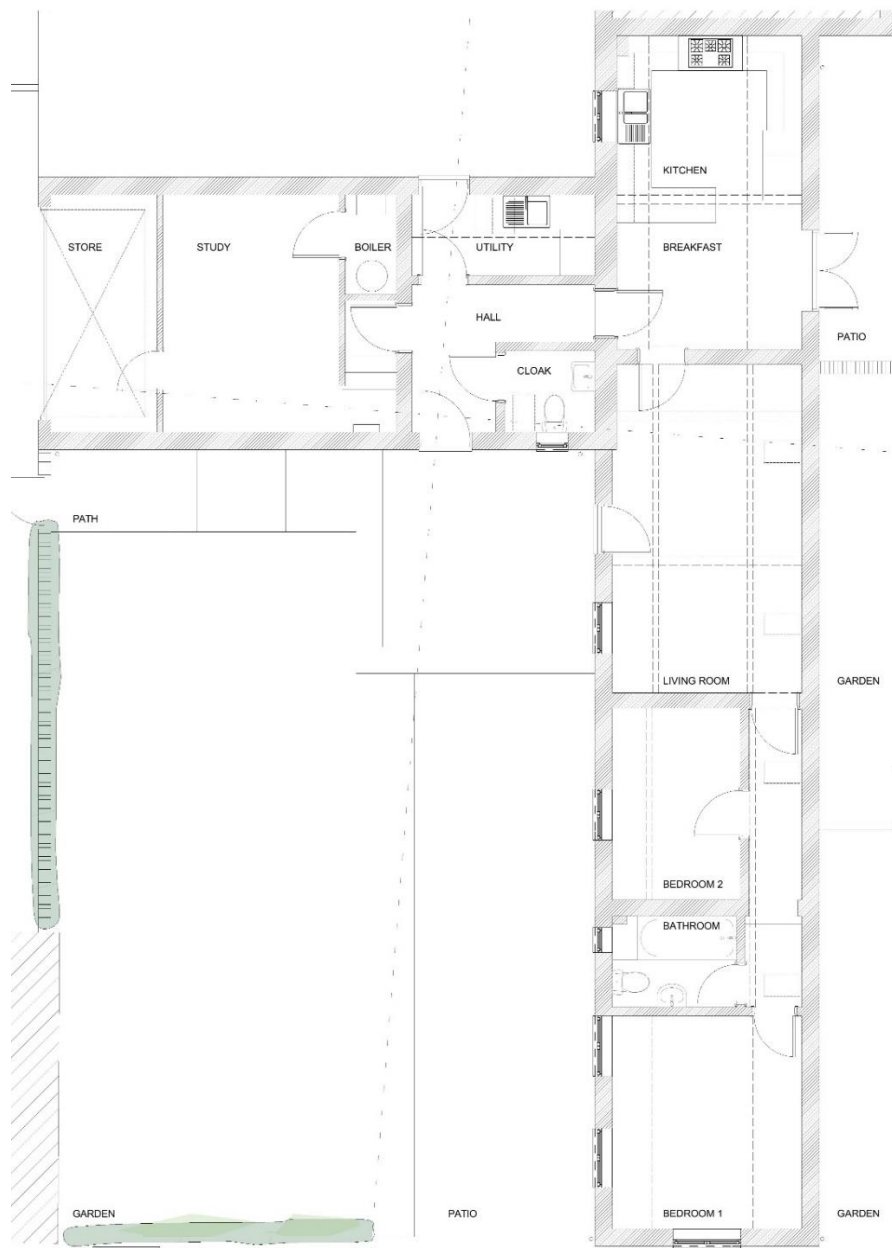 KITCHEN
STORE
STUDY
BOILER
UTILITY
BREAKFAST
HALL
PATIO
CLOAK
PATH
LIVING ROOM
GARDEN
BEDROOM 2
BATHROOM
GARDEN
PATIO
BEDROOM 1
GARDEN